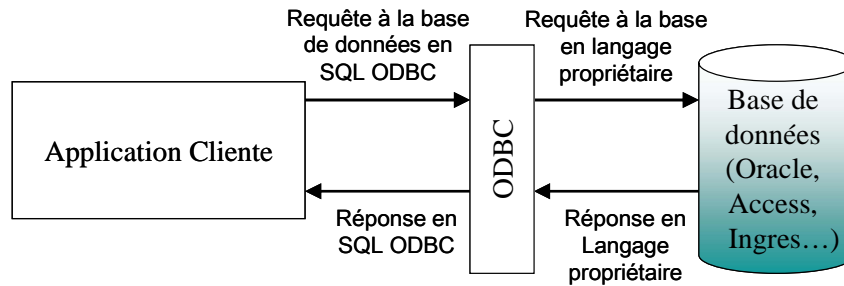 Requête à la base
de données en
SQL ODBC
Requête à la base
en langage
propriétaire
Application Cliente
ODBC
Base de
données
(Oracle,
Access,
Ingres…)
Réponse en
SQL ODBC
Réponse en
Langage
propriétaire